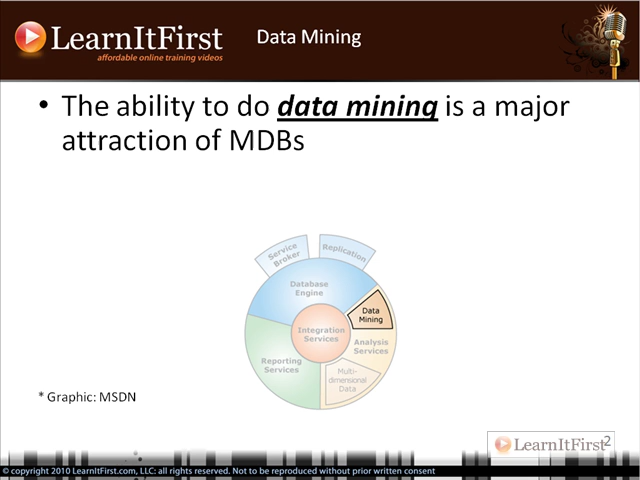 LearnItFirst
affordable online training videos
Data Mining
• The ability to do data mining is a major
attraction of MDBs
Service
Broker
Replication
Database
Engine
Data
Mining
Integration
Services
Analysis
Services
Reporting
Services
Multi-
dimensional
Data
* Graphic: MSDN
LearnItFirst
2
© copyright 2010 LearnItFirst.com, LLC: all rights reserved. Not to be reproduced without prior written consent